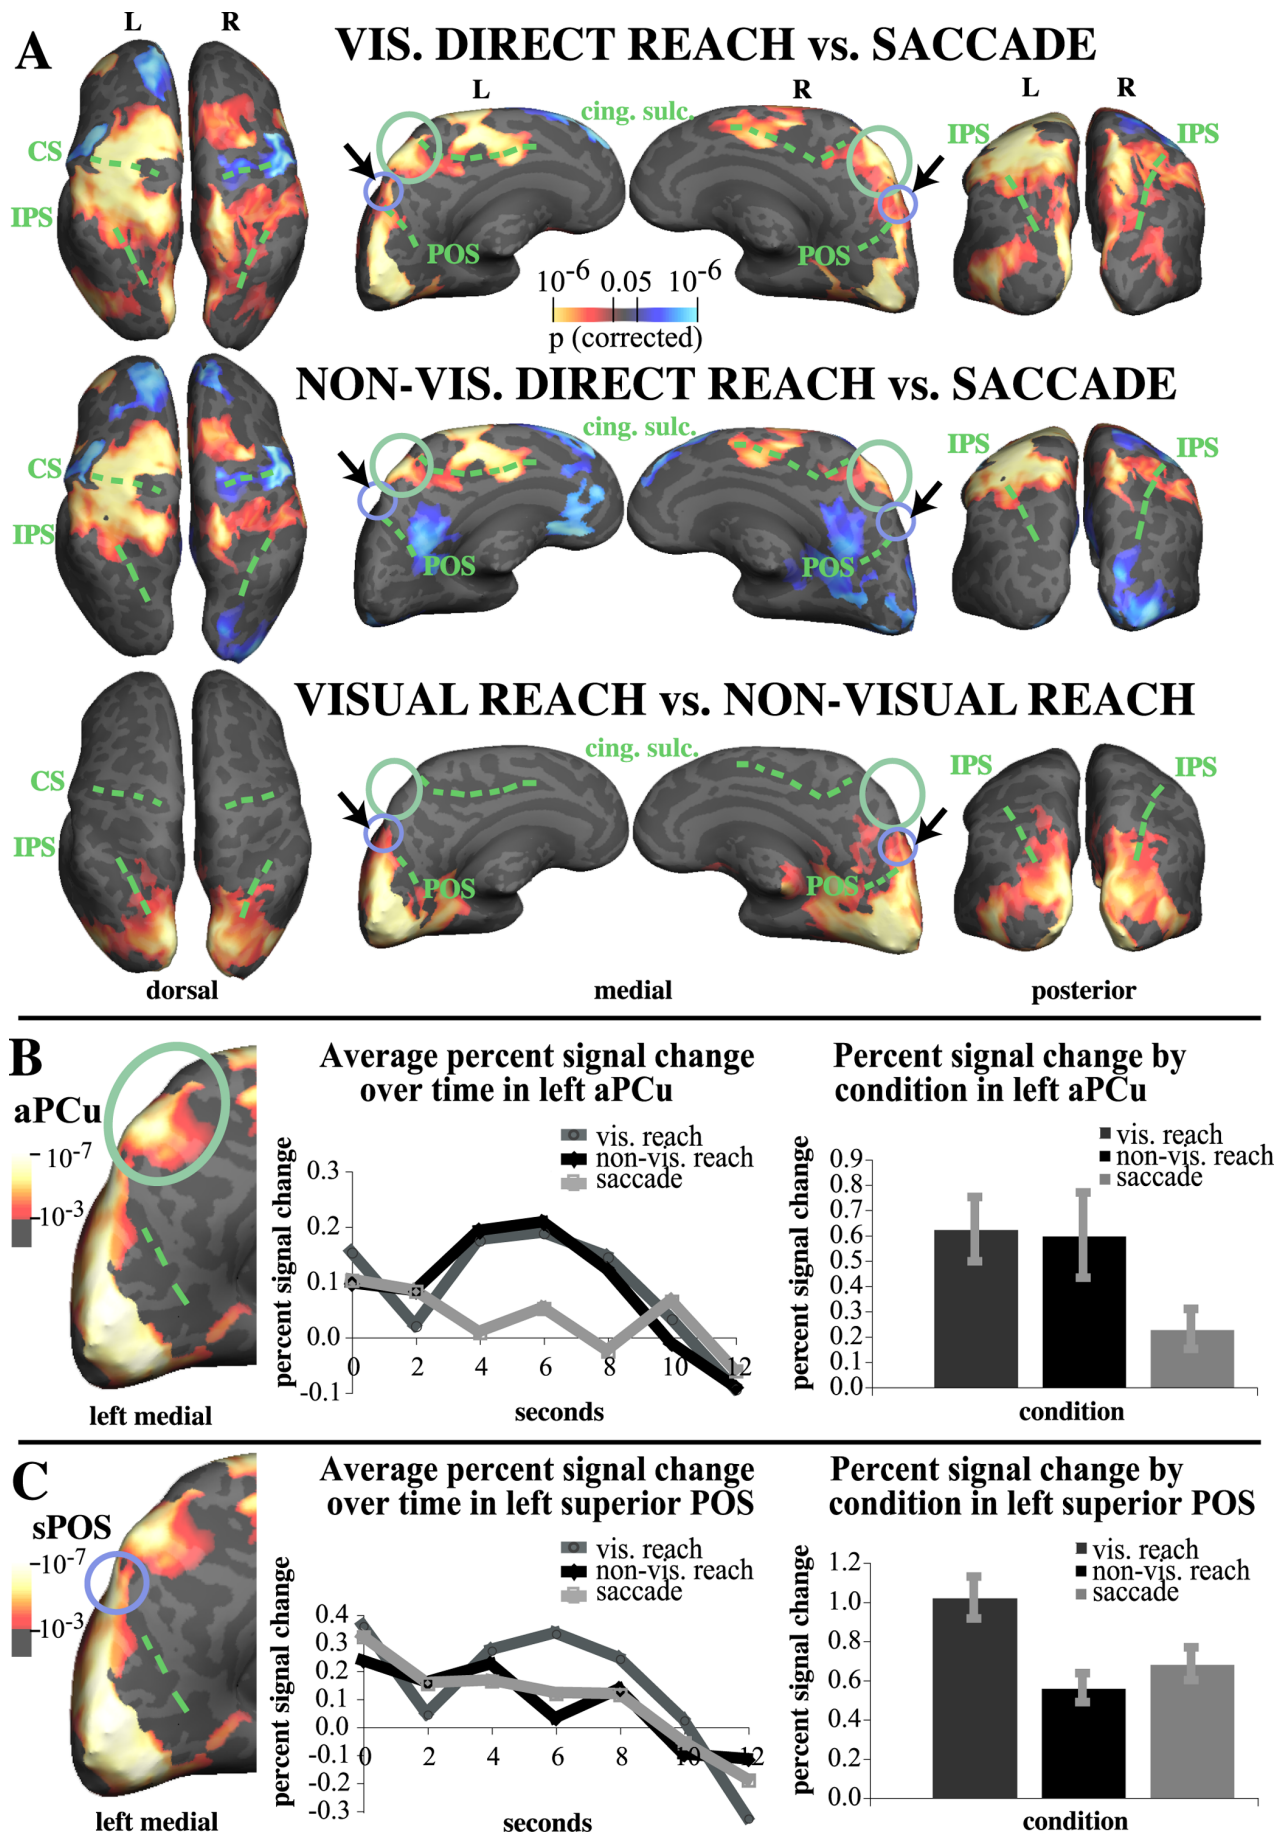 A
L R
VIS. DIRECT REACH vs. SACCADE
L R
cing. sulc.
L R
CS
IPS
POS
POS
IPS
IPS
10-6 0.05 10-6
p (corrected)
NON-VIS. DIRECT REACH vs. SACCADE
cing. sulc.
CS
IPS
POS
POS
IPS
IPS
VISUAL REACH vs. NON-VISUAL REACH
cing. sulc.
CS
IPS
POS
POS
IPS
IPS
dorsal
medial
posterior
B
aPCu
10-7
10-3
left medial
Average percent signal change
over time in left aPCu
vis. reach
non-vis. reach
saccade
percent signal change
0.3
0.2
0.1
0.0
-0.1
0 2 4 6 8 10 12
seconds
Percent signal change by
condition in left aPCu
vis. reach
non-vis. reach
saccade
percent signal change
0.9
0.8
0.7
0.6
0.5
0.4
0.3
0.2
0.1
0.0
condition
C
sPOS
10-7
10-3
left medial
Average percent signal change
over time in left superior POS
vis. reach
non-vis. reach
saccade
percent signal change
0.4
0.3
0.2
0.1
0.0
-0.1
-0.2
-0.3
0 2 4 6 8 10 12
seconds
Percent signal change by
condition in left superior POS
vis. reach
non-vis. reach
saccade
percent signal change
1.2
1.0
0.8
0.6
0.4
0.2
0.0
condition